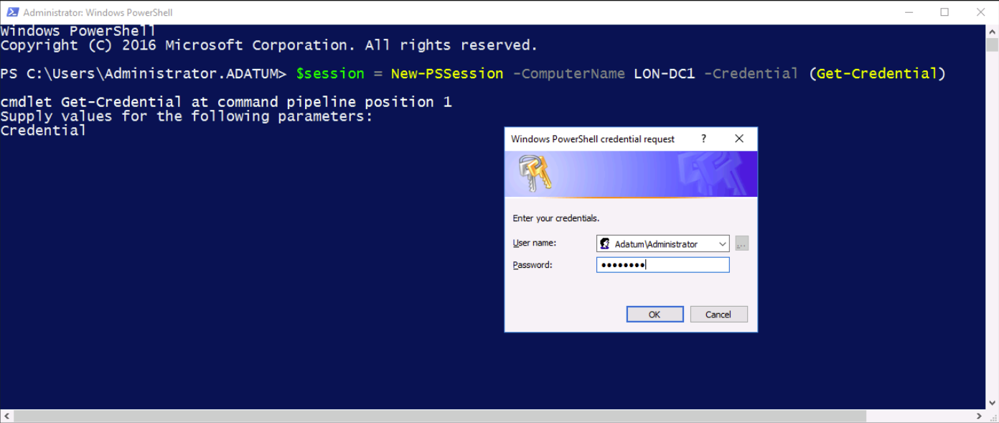 Administrator: Windows PowerShell
Windows PowerShell
Copyright (C) 2016 Microsoft Corporation. All rights reserved.
PS C:\Users\Administrator.ADATUM> $session = New-PSSession -ComputerName LON-DC1 -Credential (Get-Credential)
cmdlet Get-Credential at command pipeline position 1
Supply values for the following parameters:
Credential
Windows PowerShell credential request
Enter your credentials.
User name: Adatum\Administrator ...
Password: ••••••••
OK Cancel